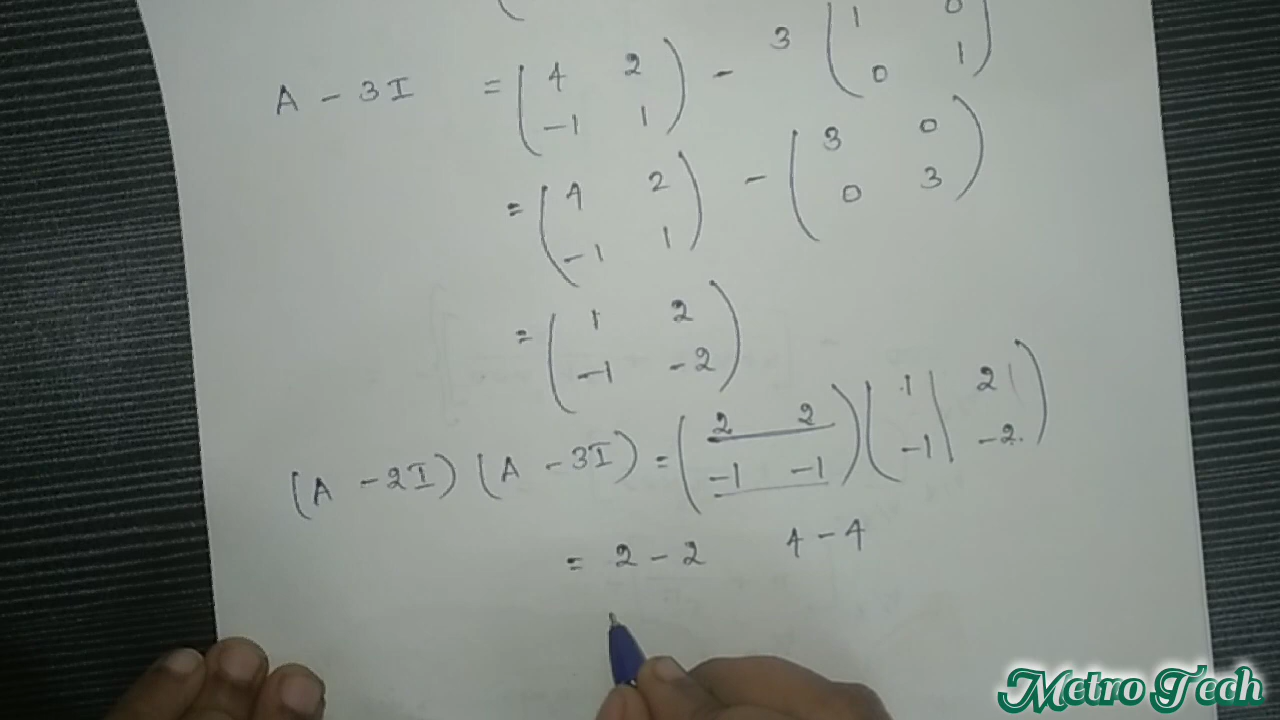 A - 3I = ( 4 2 ) - 3 ( 1 0 )
( -1 1 ) ( 0 1 )
= ( 4 2 ) - ( 3 0 )
( -1 1 ) ( 0 3 )
= ( 1 2 )
( -1 -2 )
(A - 2I) (A - 3I) = ( 2 2 ) ( 1 2 )
( -1 -1 ) ( -1 -2 )
= 2 - 2 4 - 4
Metro Tech